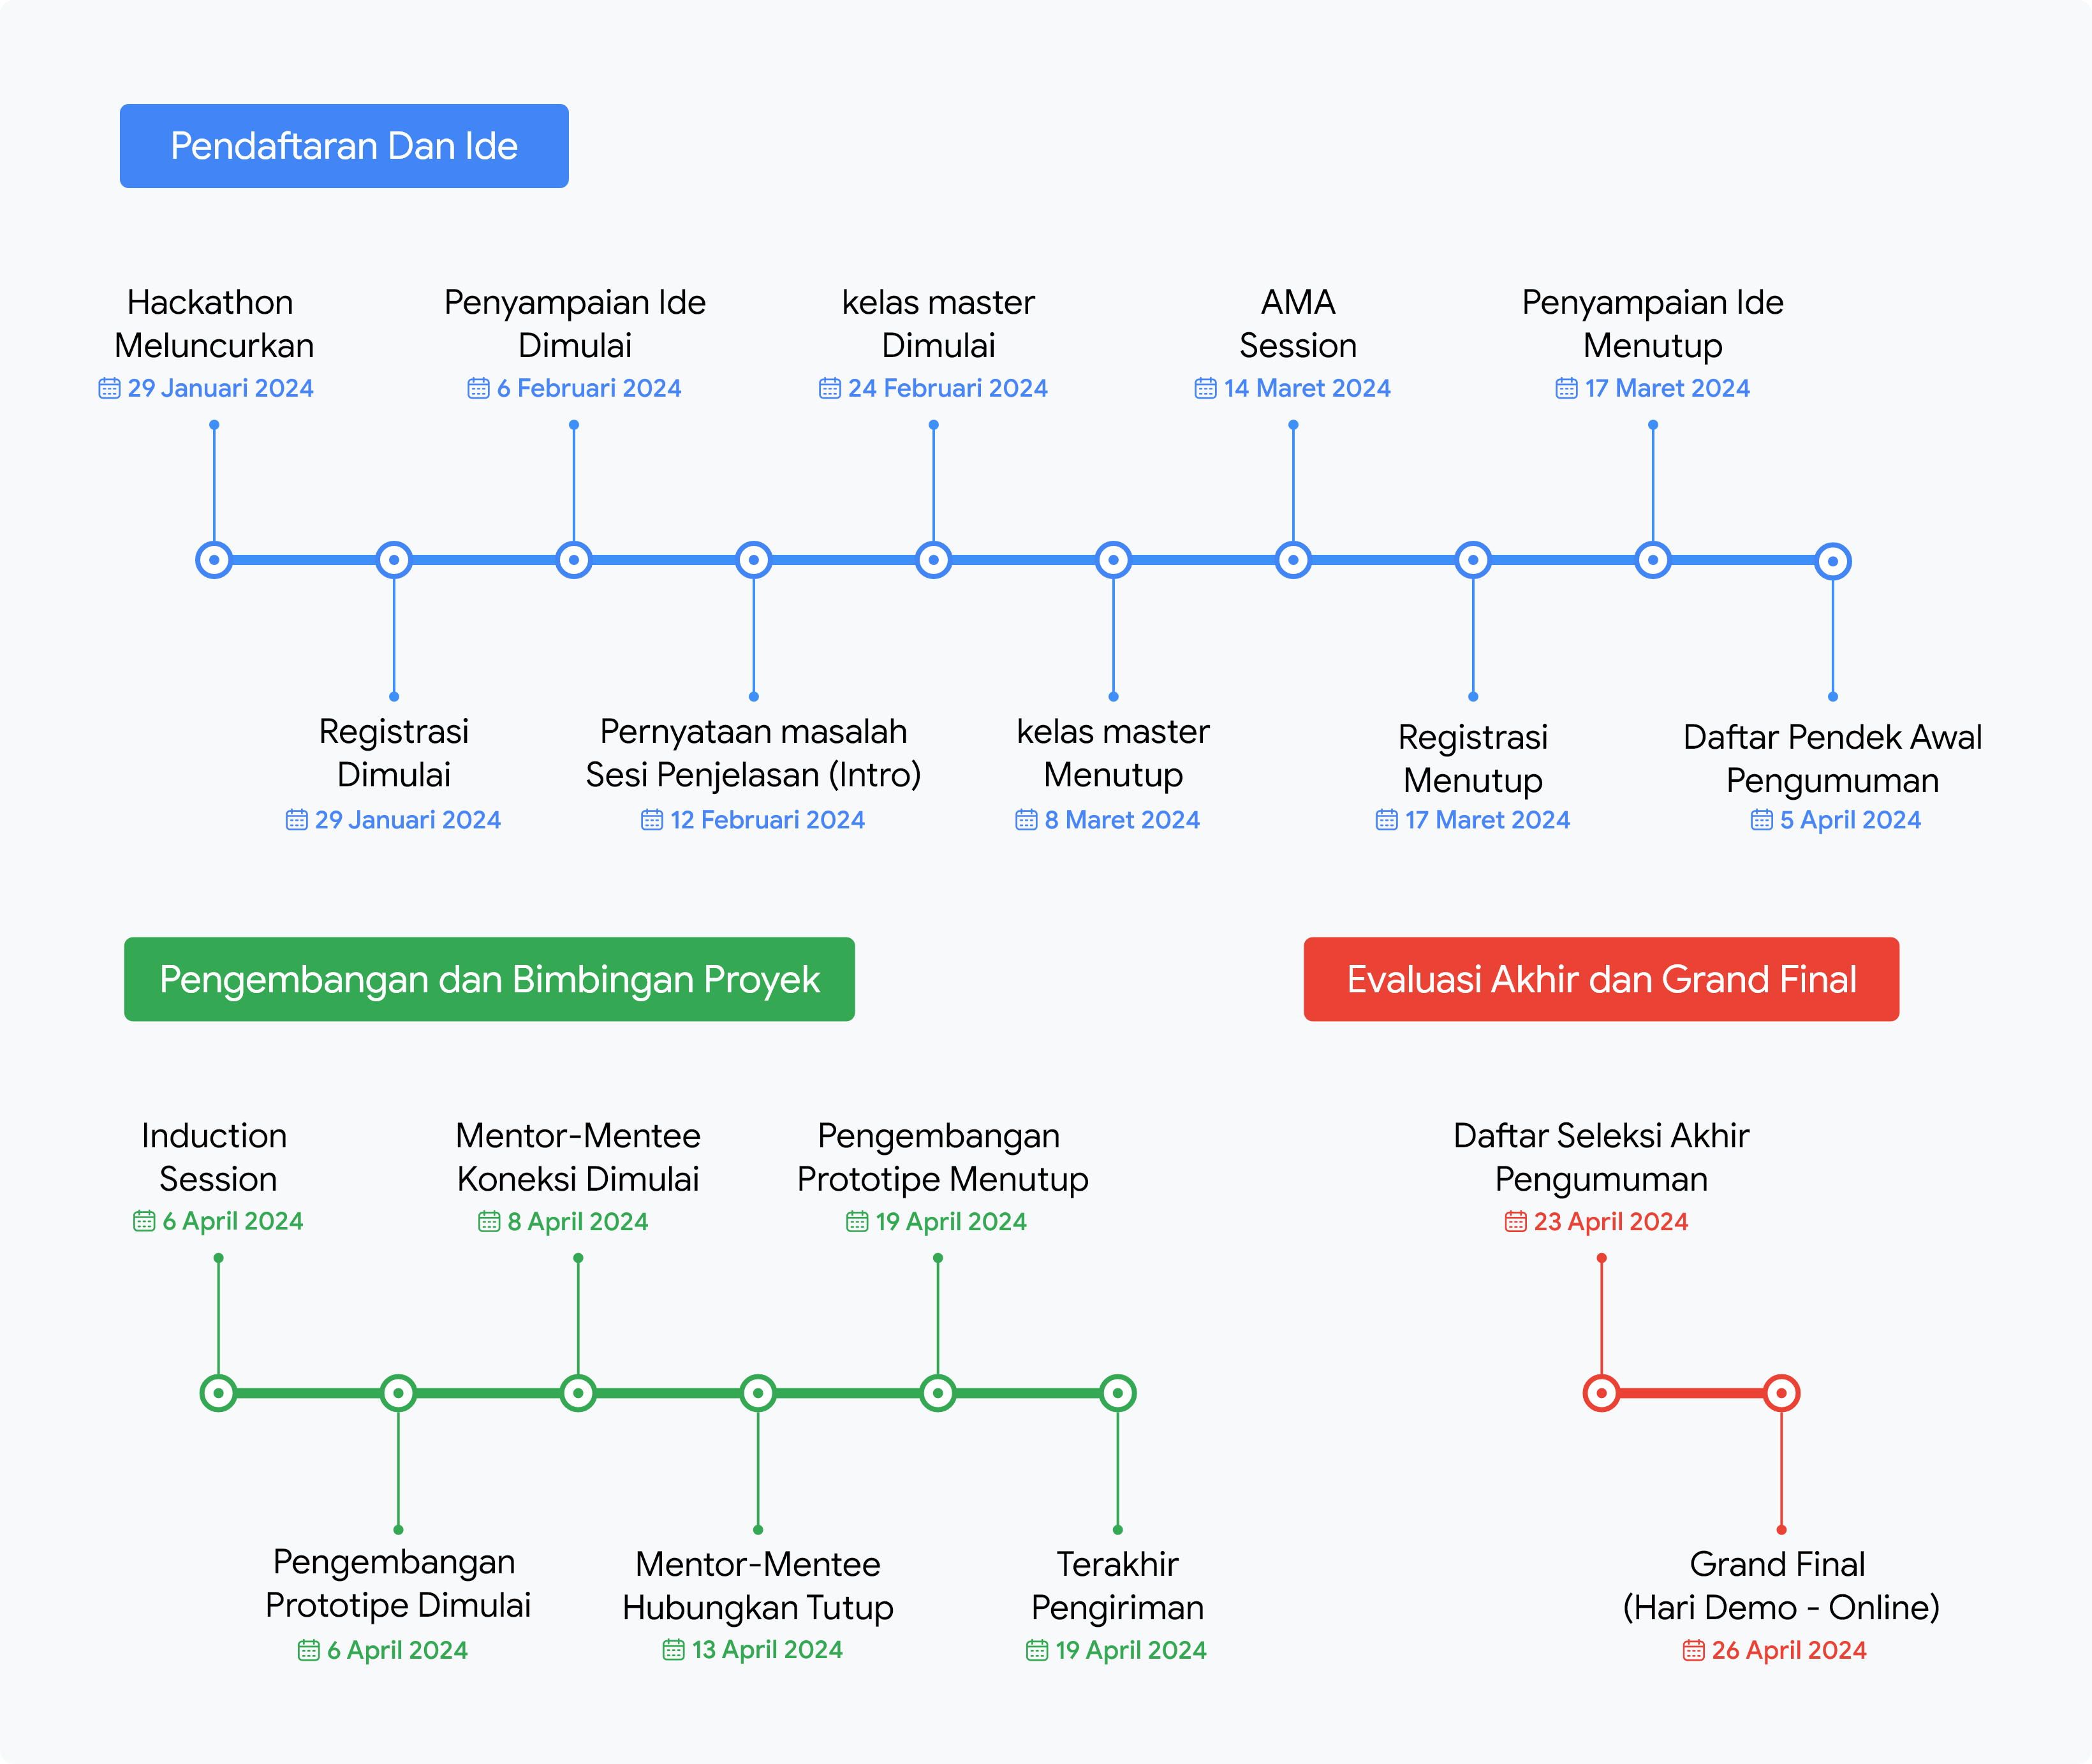 Pendaftaran Dan Ide
Hackathon
Meluncurkan
29 Januari 2024
Penyampaian Ide
Dimulai
6 Februari 2024
kelas master
Dimulai
24 Februari 2024
AMA
Session
14 Maret 2024
Penyampaian Ide
Menutup
17 Maret 2024
Registrasi
Dimulai
29 Januari 2024
Pernyataan masalah
Sesi Penjelasan (Intro)
12 Februari 2024
kelas master
Menutup
8 Maret 2024
Registrasi
Menutup
17 Maret 2024
Daftar Pendek Awal
Pengumuman
5 April 2024
Pengembangan dan Bimbingan Proyek
Induction
Session
6 April 2024
Mentor-Mentee
Koneksi Dimulai
8 April 2024
Pengembangan
Prototipe Menutup
19 April 2024
Pengembangan
Prototipe Dimulai
6 April 2024
Mentor-Mentee
Hubungkan Tutup
13 April 2024
Terakhir
Pengiriman
19 April 2024
Evaluasi Akhir dan Grand Final
Daftar Seleksi Akhir
Pengumuman
23 April 2024
Grand Final
(Hari Demo - Online)
26 April 2024